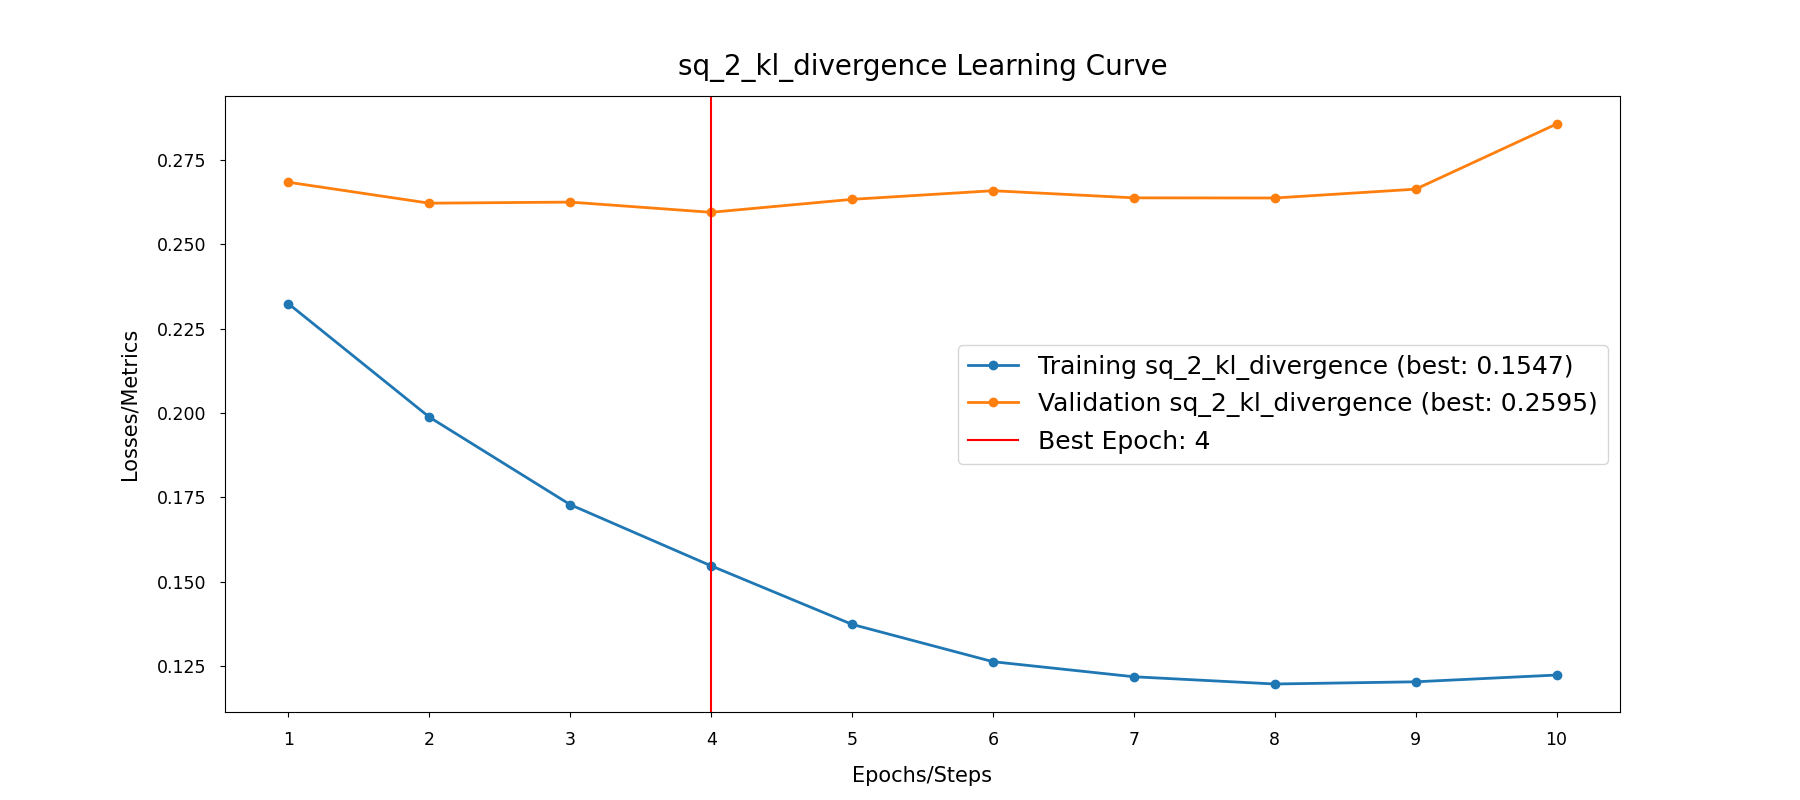 sq_2_kl_divergence Learning Curve
Losses/Metrics
0.275
0.250
0.225
0.200
0.175
0.150
0.125
Training sq_2_kl_divergence (best: 0.1547)
Validation sq_2_kl_divergence (best: 0.2595)
Best Epoch: 4
1 2 3 4 5 6 7 8 9 10
Epochs/Steps